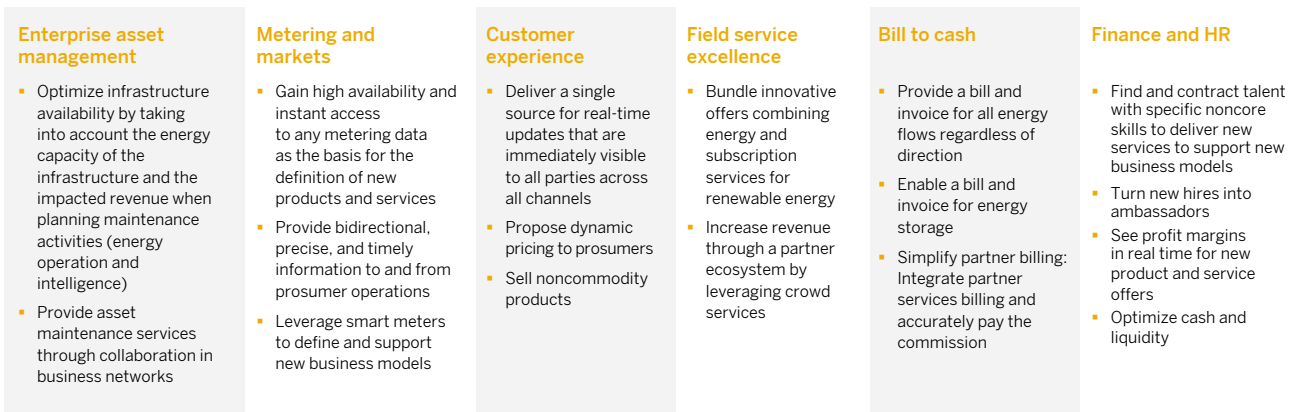 Enterprise asset
management
▪ Optimize infrastructure
availability by taking
into account the energy
capacity of the
infrastructure and the
impacted revenue when
planning maintenance
activities (energy
operation and
intelligence)
▪ Provide asset
maintenance services
through collaboration in
business networks
Metering and
markets
▪ Gain high availability and
instant access
to any metering data
as the basis for the
definition of new
products and services
▪ Provide bidirectional,
precise, and timely
information to and from
prosumer operations
▪ Leverage smart meters
to define and support
new business models
Customer
experience
▪ Deliver a single
source for real-time
updates that are
immediately visible
to all parties across
all channels
▪ Propose dynamic
pricing to prosumers
▪ Sell noncommodity
products
Field service
excellence
▪ Bundle innovative
offers combining
energy and
subscription
services for
renewable energy
▪ Increase revenue
through a partner
ecosystem by
leveraging crowd
services
Bill to cash
▪ Provide a bill and
invoice for all energy
flows regardless of
direction
▪ Enable a bill and
invoice for energy
storage
▪ Simplify partner billing:
Integrate partner
services billing and
accurately pay the
commission
Finance and HR
▪ Find and contract talent
with specific noncore
skills to deliver new
services to support new
business models
▪ Turn new hires into
ambassadors
▪ See profit margins
in real time for new
product and service
offers
▪ Optimize cash and
liquidity